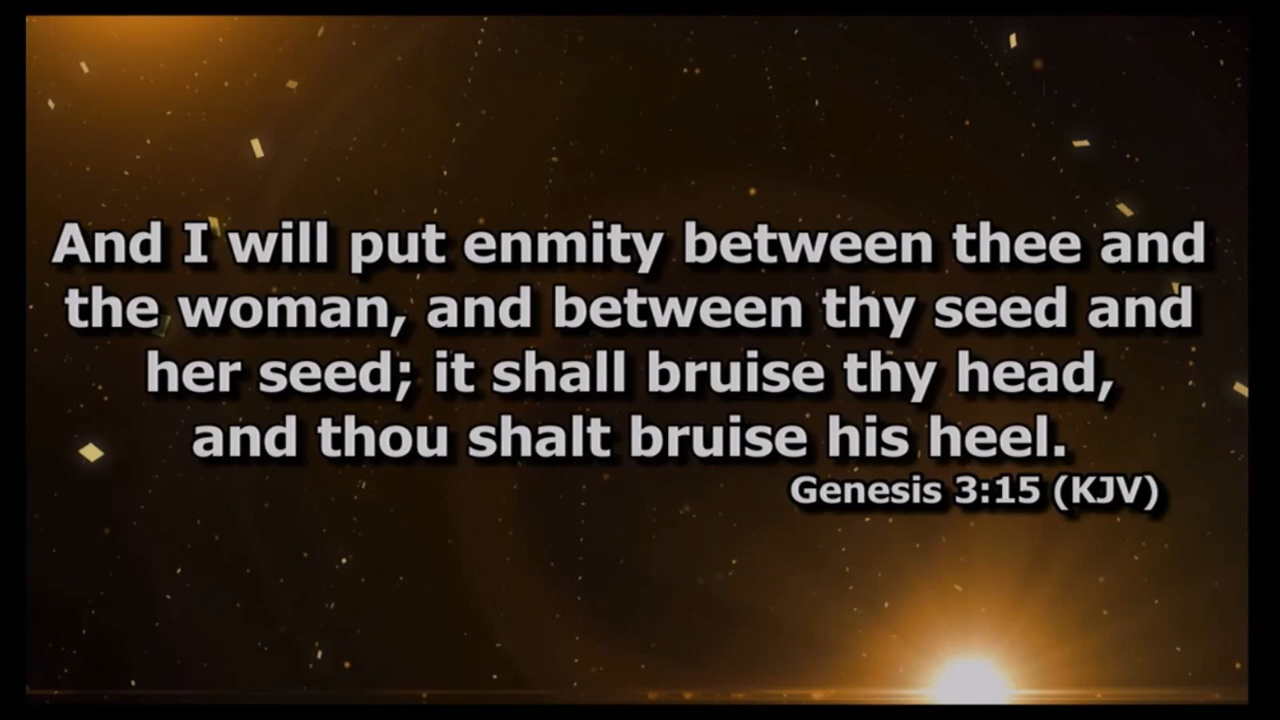 And I will put enmity between thee and
the woman, and between thy seed and
her seed; it shall bruise thy head,
and thou shalt bruise his heel.
Genesis 3:15 (KJV)